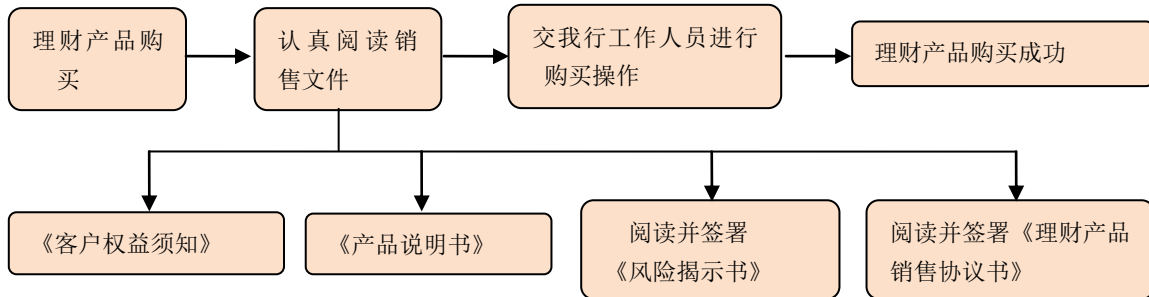 理财产品购
买
认真阅读销
售文件
交我行工作人员进行
购买操作
理财产品购买成功
《客户权益须知》
《产品说明书》
阅读并签署
《风险揭示书》
阅读并签署《理财产品
销售协议书》